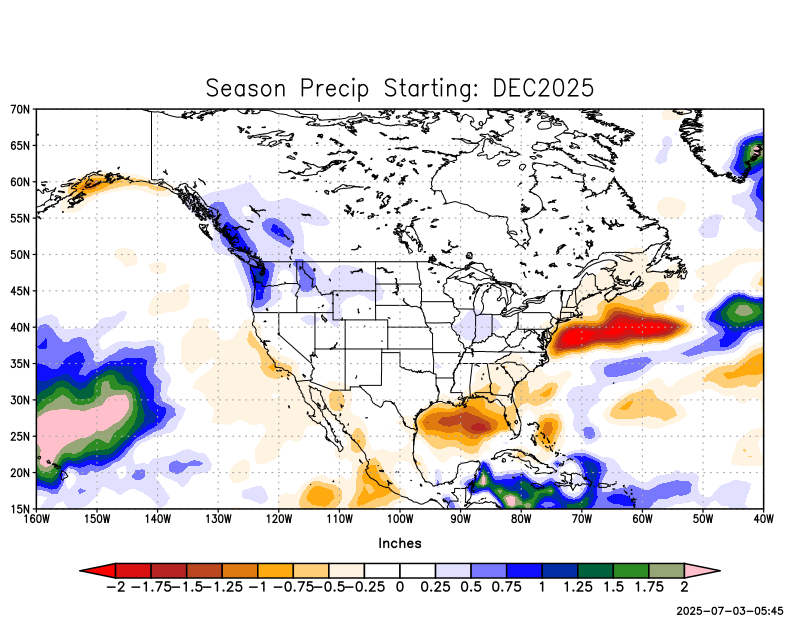 Season Precip Starting: DEC2025
70N
65N
60N
55N
50N
45N
40N
35N
30N
25N
20N
15N
160W 150W 140W 130W 120W 110W 100W 90W 80W 70W 60W 50W 40W
Inches
-2 -1.75 -1.5 -1.25 -1 -0.75 -0.5 -0.25 0 0.25 0.5 0.75 1 1.25 1.5 1.75 2
2025-07-03-05:45